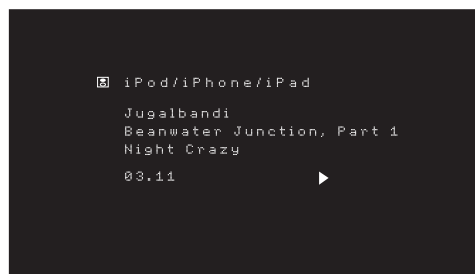 iPod/iPhone/iPad
Jugalbandi
Beanwater Junction, Part 1
Night Crazy
03.11